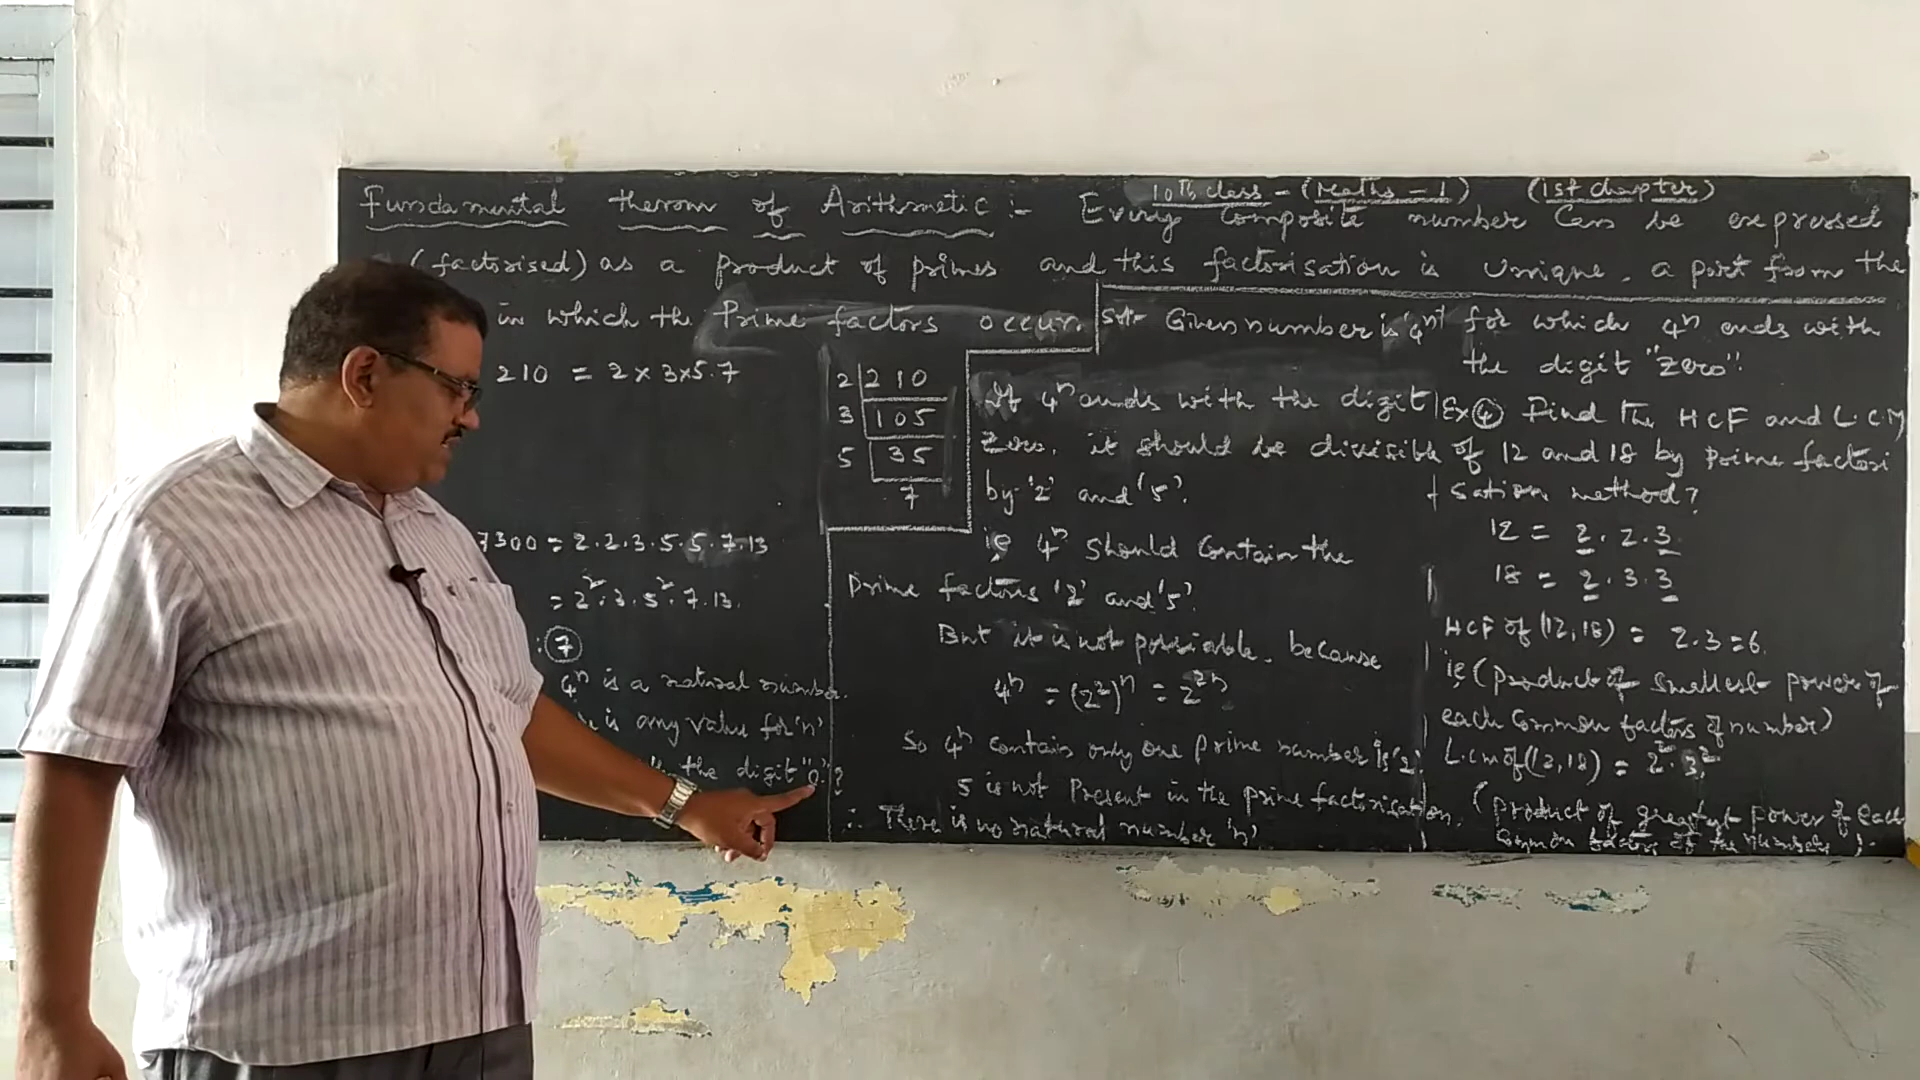 10th class - (Maths - 1) (1st chapter)
Fundamental therom of Arithmetic :- Every Composite number Can be expressed
(factorised) as a product of primes and this factorisation is Unique, a part from the
in which the Prime factors occur.
210 = 2 x 3 x 5.7
2 | 210
3 | 105
5 | 35
7
7300 = 2.2.3.5.5.7.13
= 2².3.5².7.13.
7
4ⁿ is a natural number.
is any value for 'n'
the digit "0"?
Sol:- Given number is '4ⁿ' for which 4ⁿ ends with
the digit "Zero".
If 4ⁿ ends with the digit
Zero, it should be divisible
by '2' and '5'.
ie 4ⁿ Should Contain the
Prime factors '2' and '5'.
But it is not possiable. because
4ⁿ = (2²)ⁿ = 2²ⁿ
So 4ⁿ contain only one prime number is '2'
5 is not Present in the prime factorisation.
∴ There is no natural number 'n'
Ex 4 Find the HCF and L.CM
of 12 and 18 by prime factori
sation method?
12 = 2.2.3
18 = 2.3.3
HCF of (12,18) = 2.3=6.
ie (product of smallest power of
each Common factors of number)
L.cm of (12,18) = 2².3²
(product of greatest power of each
Common factors of the numbers).